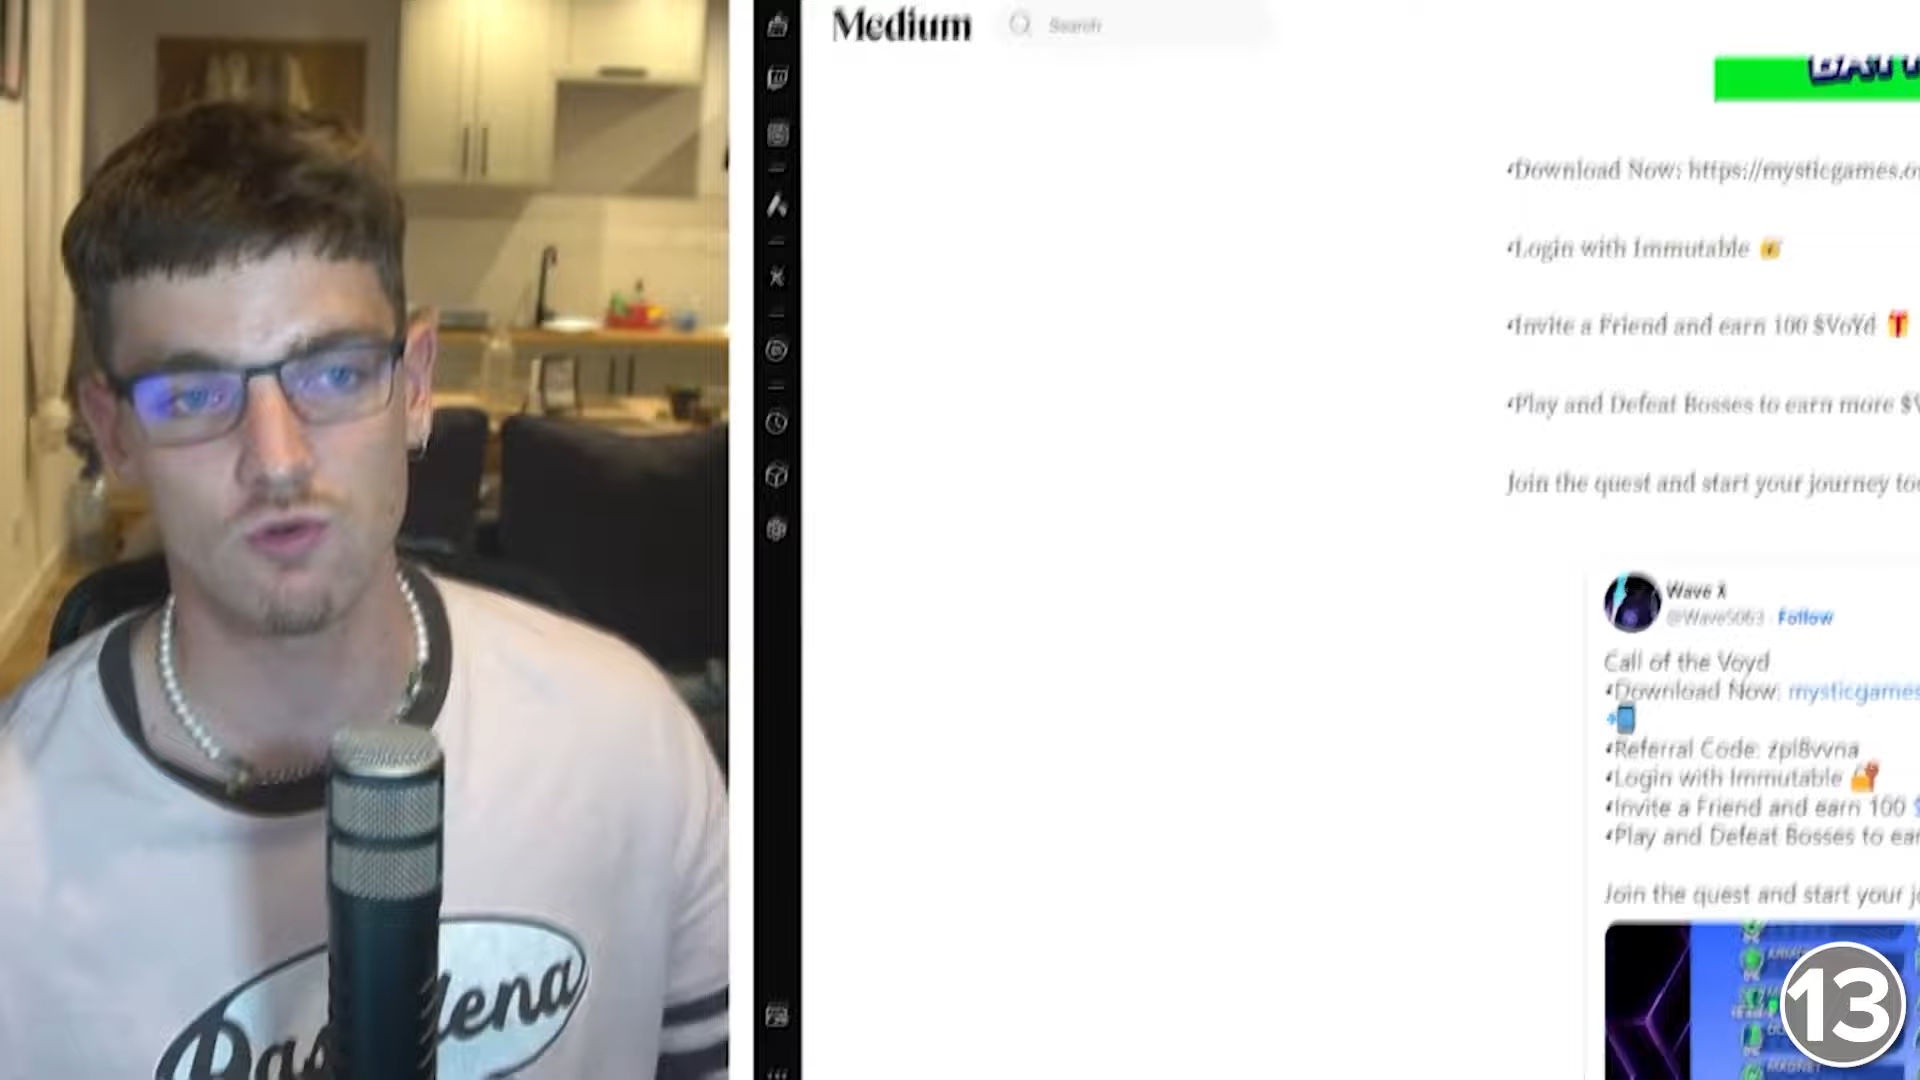 Medium
Search
•Download Now: https://mysticgames.o
•Login with Immutable
•Invite a Friend and earn 100 $VoYd
•Play and Defeat Bosses to earn more
Join the quest and start your journey
Wave X
@Wave5063 · Follow
Call of the Voyd
•Download Now: mysticgames
•Referral Code: zpl8vvna
•Login with Immutable
•Invite a Friend and earn 100
•Play and Defeat Bosses to
Join the quest and start your
MAGNET
13